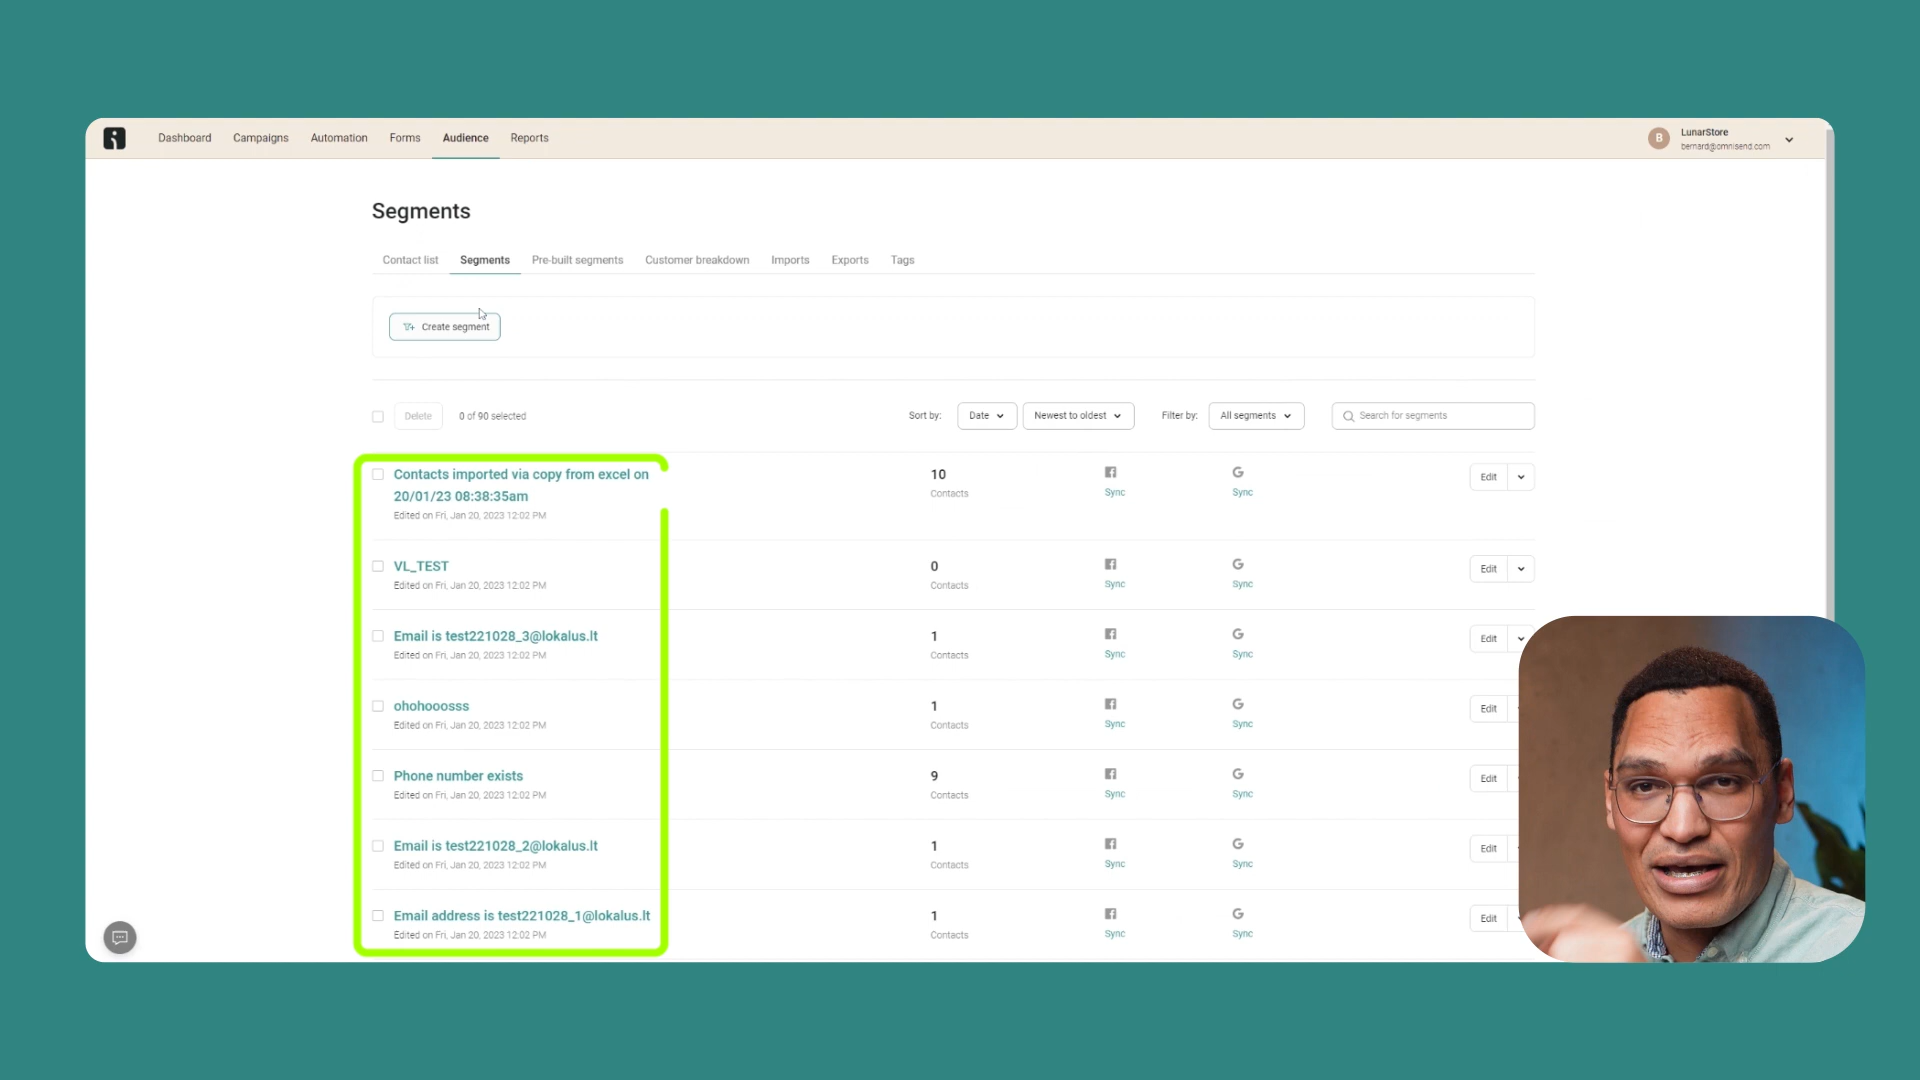 Dashboard Campaigns Automation Forms Audience Reports
B LunarStore
bernard@omnisend.com
Segments
Contact list Segments Pre-built segments Customer breakdown Imports Exports Tags
Create segment
Delete 0 of 90 selected Sort by: Date Newest to oldest Filter by: All segments Search for segments
Contacts imported via copy from excel on
20/01/23 08:38:35am
Edited on Fri, Jan 20, 2023 12:02 PM
10
Contacts
Sync
G
Sync
Edit
VL_TEST
Edited on Fri, Jan 20, 2023 12:02 PM
0
Contacts
Sync
G
Sync
Edit
Email is test221028_3@lokalus.lt
Edited on Fri, Jan 20, 2023 12:02 PM
1
Contacts
Sync
G
Sync
Edit
ohohooosss
Edited on Fri, Jan 20, 2023 12:02 PM
1
Contacts
Sync
G
Sync
Edit
Phone number exists
Edited on Fri, Jan 20, 2023 12:02 PM
9
Contacts
Sync
G
Sync
Edit
Email is test221028_2@lokalus.lt
Edited on Fri, Jan 20, 2023 12:02 PM
1
Contacts
Sync
G
Sync
Edit
Email address is test221028_1@lokalus.lt
Edited on Fri, Jan 20, 2023 12:02 PM
1
Contacts
Sync
G
Sync
Edit